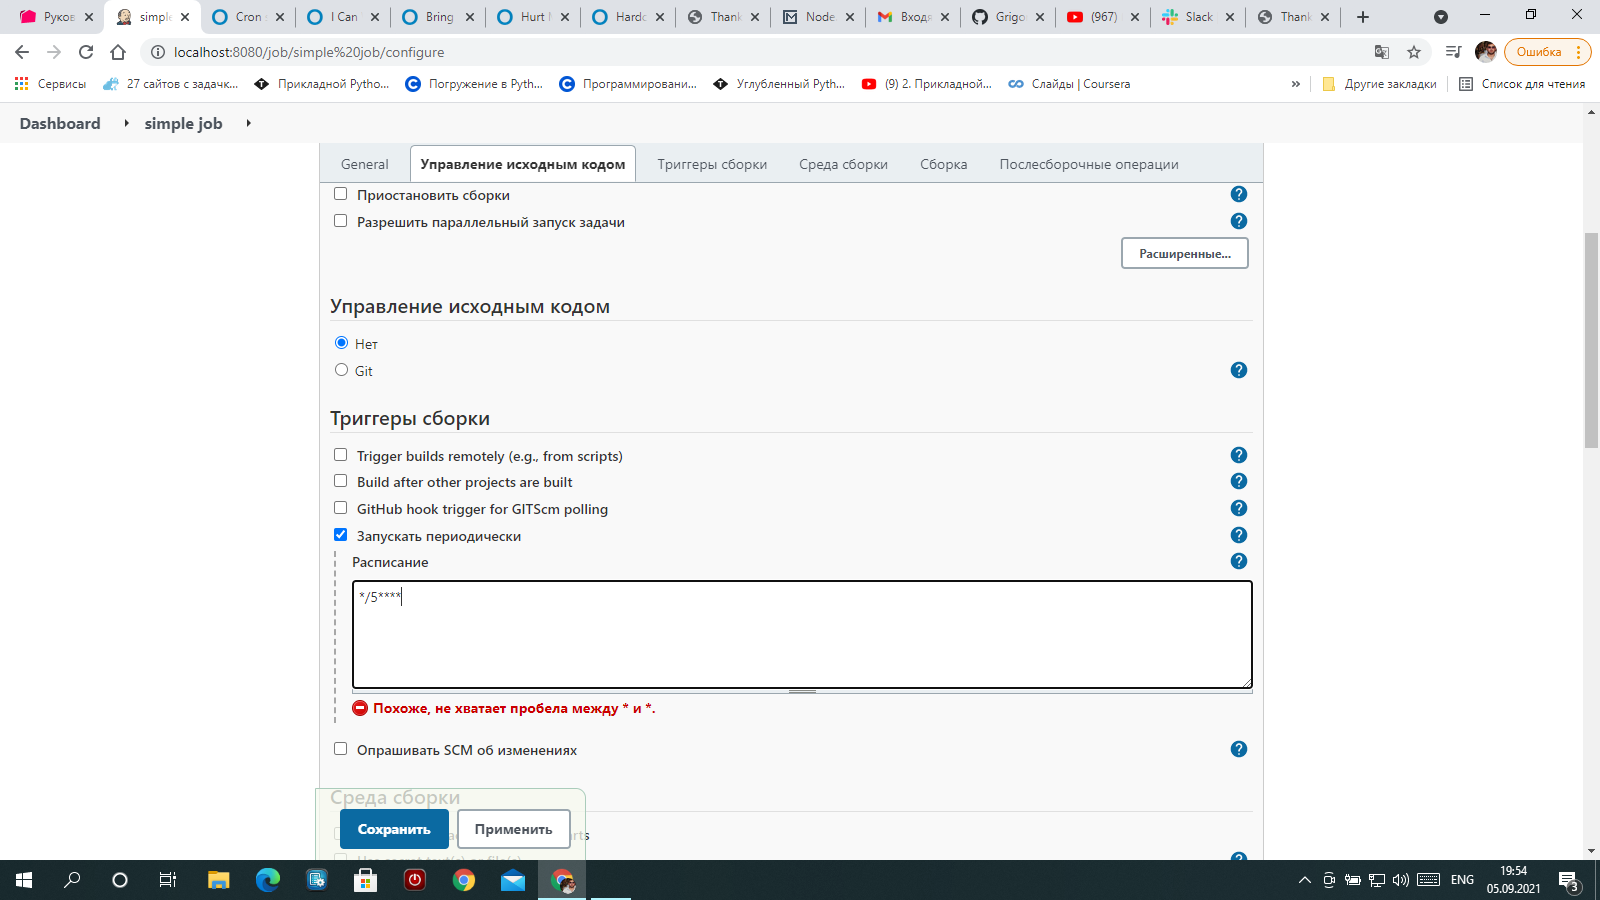 Руков
simple
Cron s
I Can
Bring
Hurt
Hardc
Thank
Node.
Входя
Grigo
(967)
Slack
Thank
localhost:8080/job/simple%20job/configure
Ошибка
Сервисы
27 сайтов с задачк...
Прикладной Pytho...
Погружение в Pyth...
Программировани...
Углубленный Pyth...
(9) 2. Прикладной...
Слайды | Coursera
»
Другие закладки
Список для чтения
Dashboard
simple job
General
Управление исходным кодом
Триггеры сборки
Среда сборки
Сборка
Послесборочные операции
Приостановить сборки
Разрешить параллельный запуск задачи
Расширенные...
Управление исходным кодом
Нет
Git
Триггеры сборки
Trigger builds remotely (e.g., from scripts)
Build after other projects are built
GitHub hook trigger for GITScm polling
Запускать периодически
Расписание
*/5****
Похоже, не хватает пробела между * и *.
Опрашивать SCM об изменениях
Среда сборки
Сохранить
Применить
ENG
19:54
05.09.2021
3